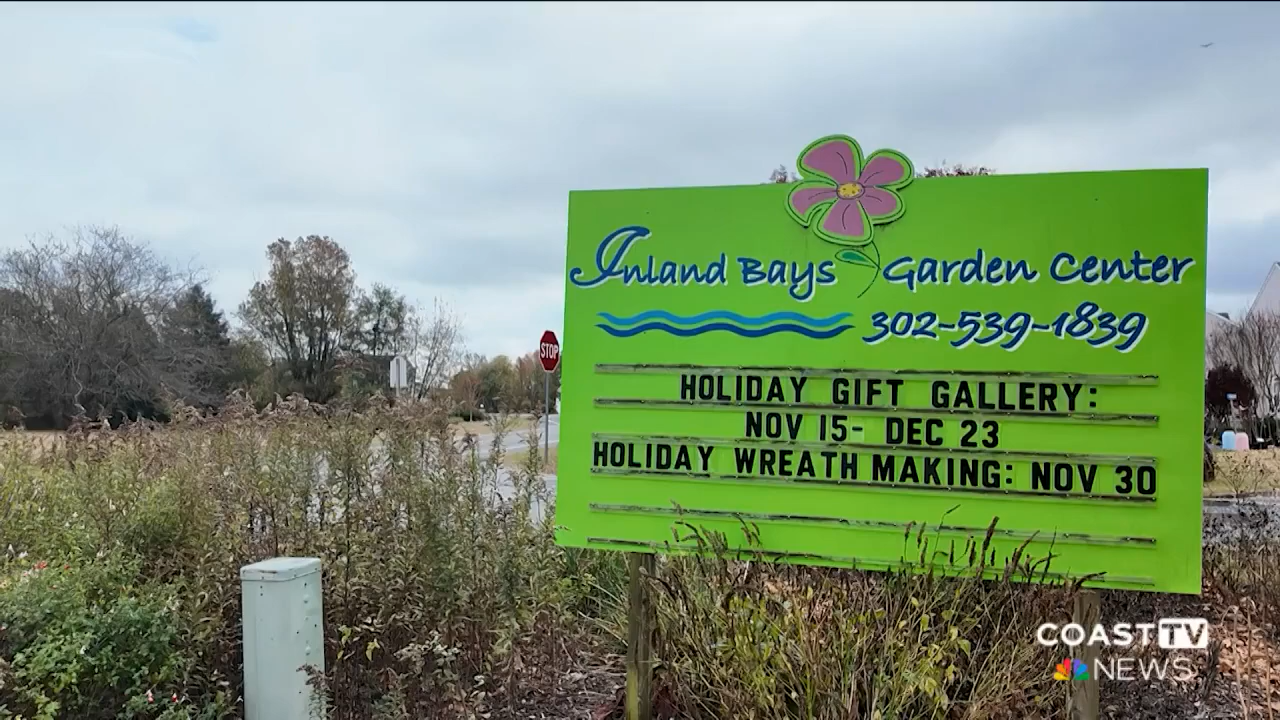 STOP
Inland Bays Garden Center
302-539-1839
HOLIDAY GIFT GALLERY:
NOV 15- DEC 23
HOLIDAY WREATH MAKING: NOV 30
COAST TV
NEWS